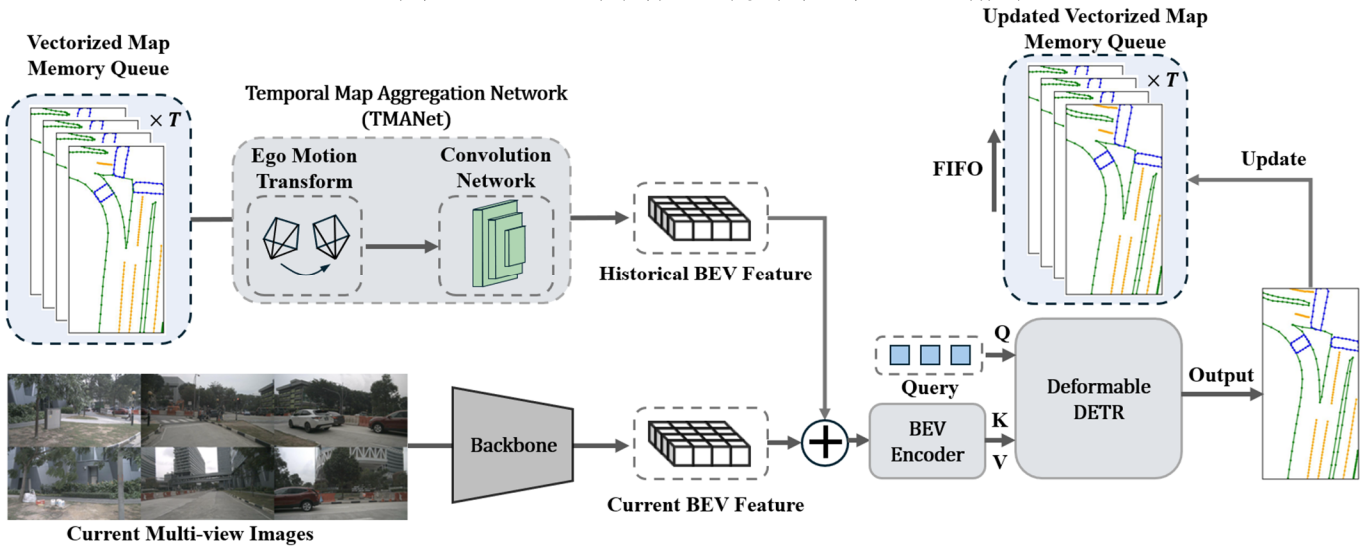 Vectorized Map
Memory Queue
× T
Temporal Map Aggregation Network
(TMANet)
Ego Motion
Transform
Convolution
Network
Historical BEV Feature
Updated Vectorized Map
Memory Queue
× T
FIFO
Update
Current Multi-view Images
Backbone
Current BEV Feature
Query
Q
BEV
Encoder
K
V
Deformable
DETR
Output